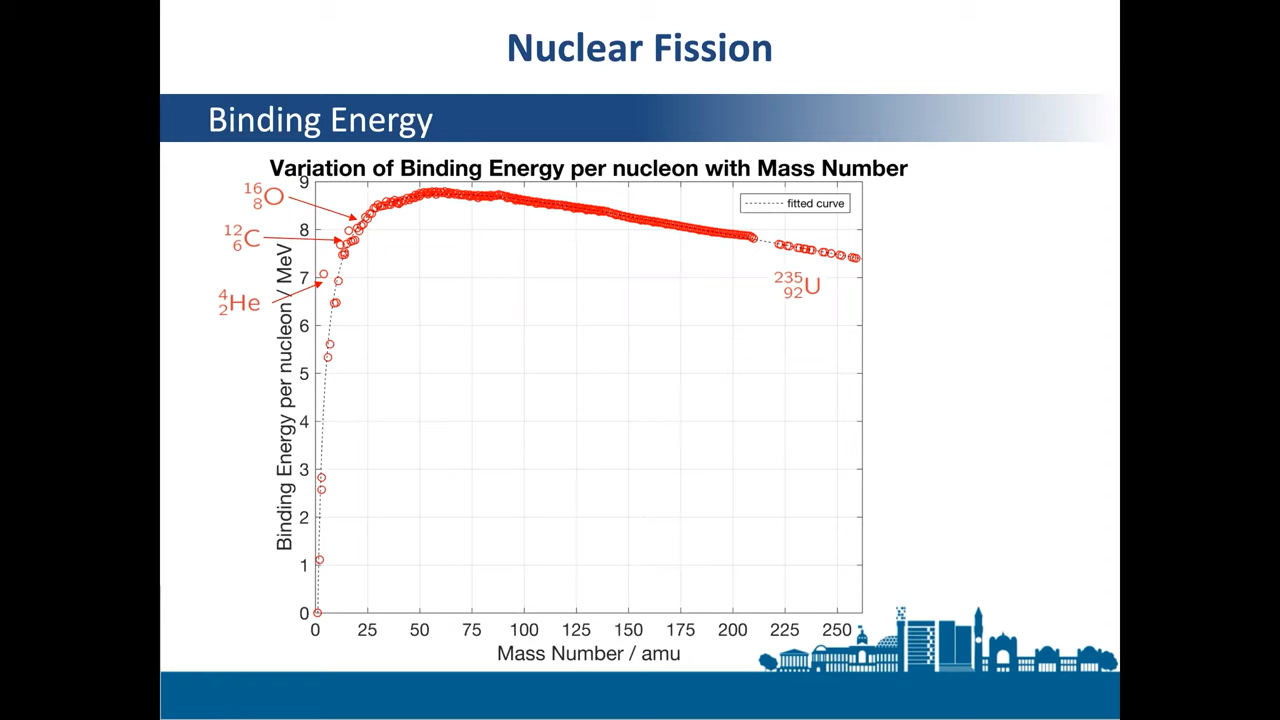 Nuclear Fission
Binding Energy
Variation of Binding Energy per nucleon with Mass Number
fitted curve
16
8O
12
6C
4
2He
235
92U
Binding Energy per nucleon / MeV
9
8
7
6
5
4
3
2
1
0
0 25 50 75 100 125 150 175 200 225 250
Mass Number / amu